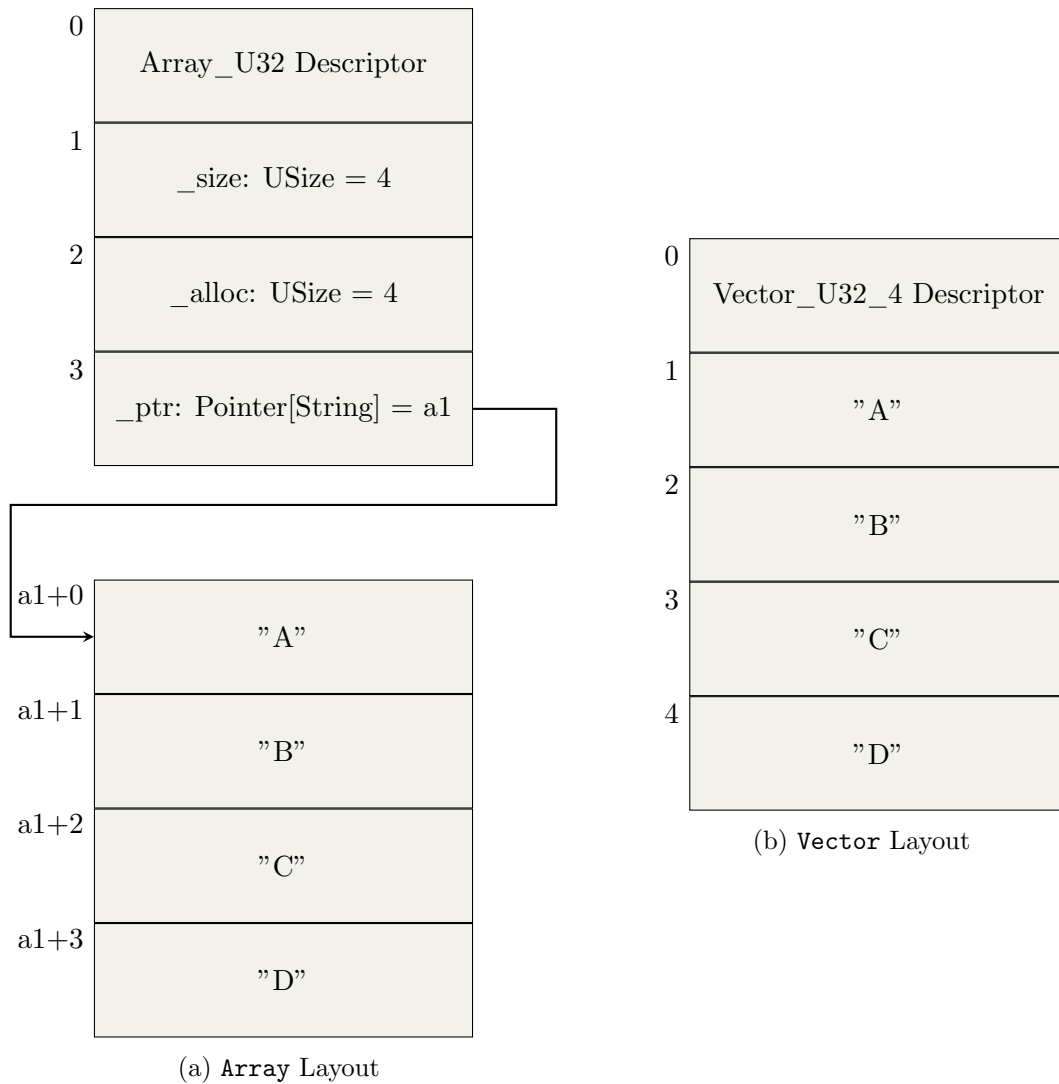 0
Array_U32 Descriptor
1
_size: USize = 4
2
_alloc: USize = 4
3
_ptr: Pointer[String] = a1
a1+0
”A”
a1+1
”B”
a1+2
”C”
a1+3
”D”
(a) Array Layout
0
Vector_U32_4 Descriptor
1
”A”
2
”B”
3
”C”
4
”D”
(b) Vector Layout